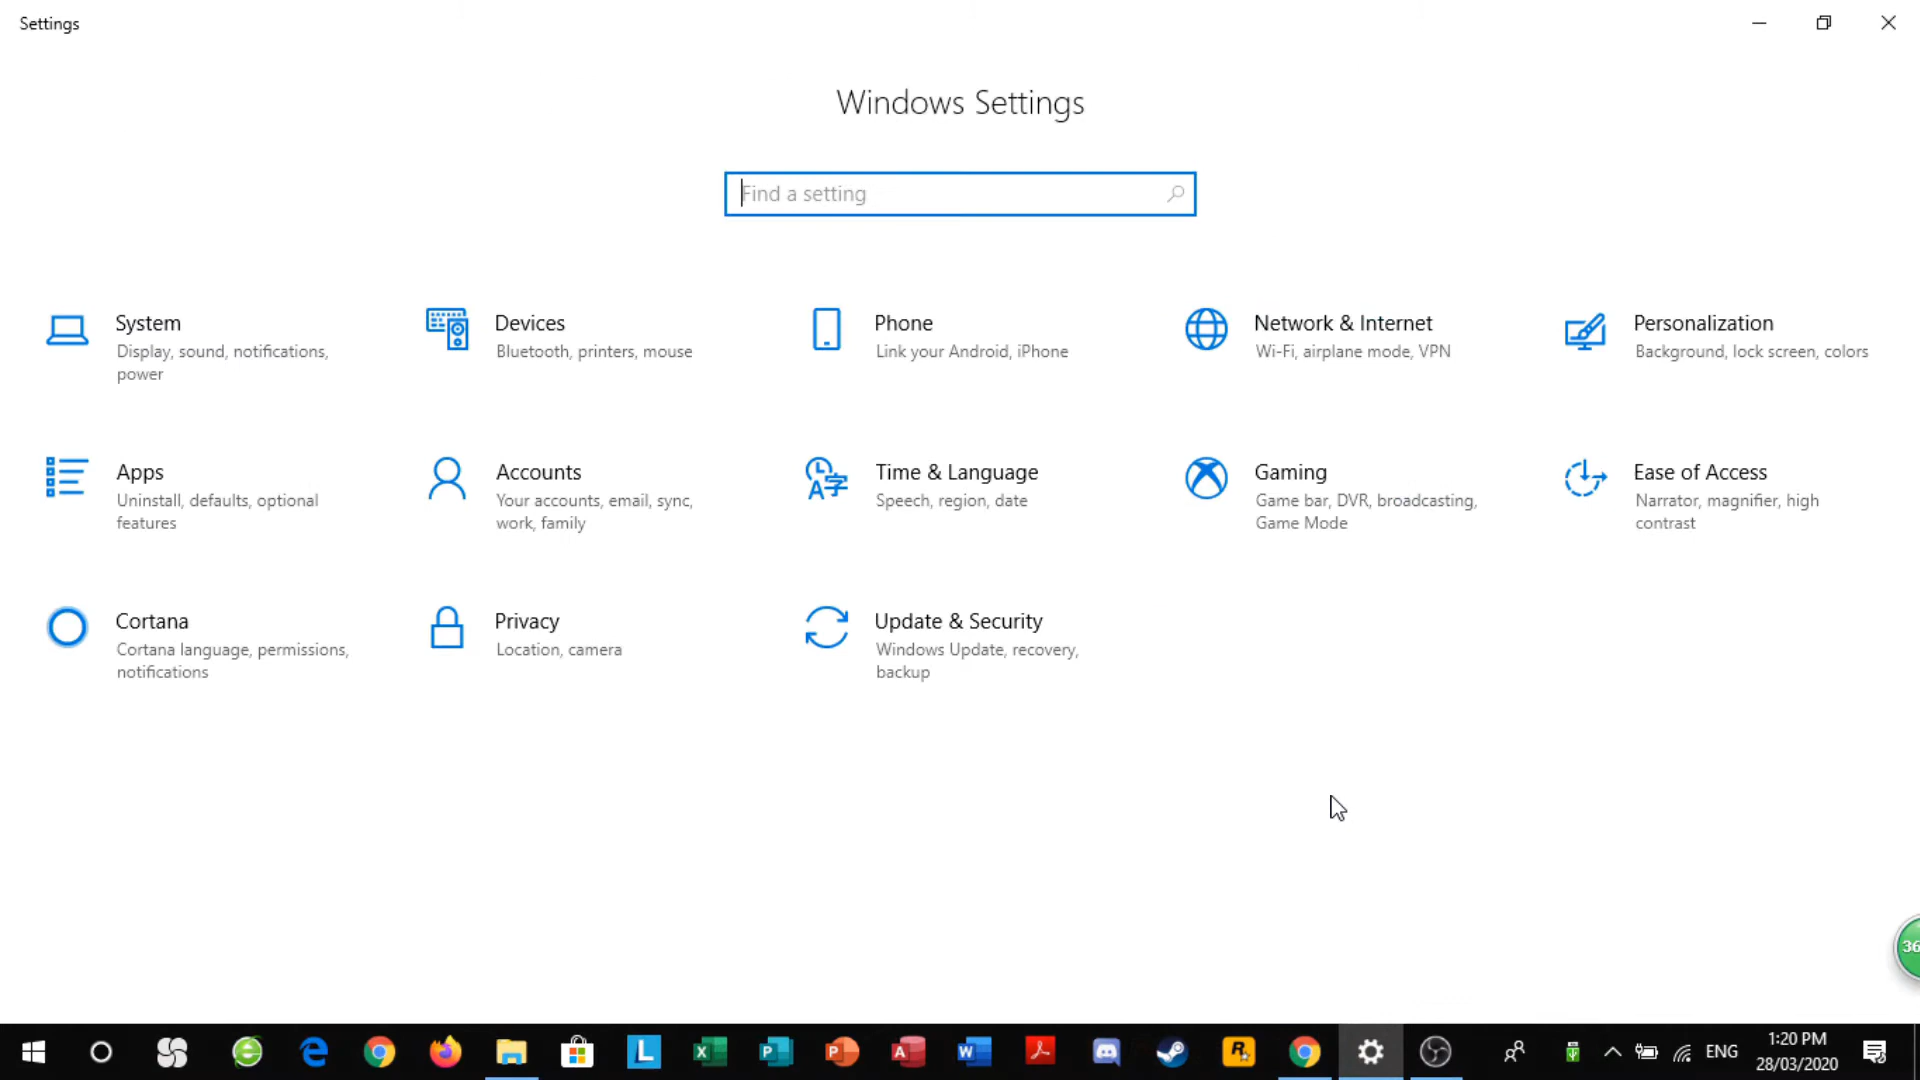 Settings
Windows Settings
Find a setting
System
Display, sound, notifications,
power
Devices
Bluetooth, printers, mouse
Phone
Link your Android, iPhone
Network & Internet
Wi-Fi, airplane mode, VPN
Personalization
Background, lock screen, colors
Apps
Uninstall, defaults, optional
features
Accounts
Your accounts, email, sync,
work, family
Time & Language
Speech, region, date
Gaming
Game bar, DVR, broadcasting,
Game Mode
Ease of Access
Narrator, magnifier, high
contrast
Cortana
Cortana language, permissions,
notifications
Privacy
Location, camera
Update & Security
Windows Update, recovery,
backup
36
ENG
1:20 PM
28/03/2020